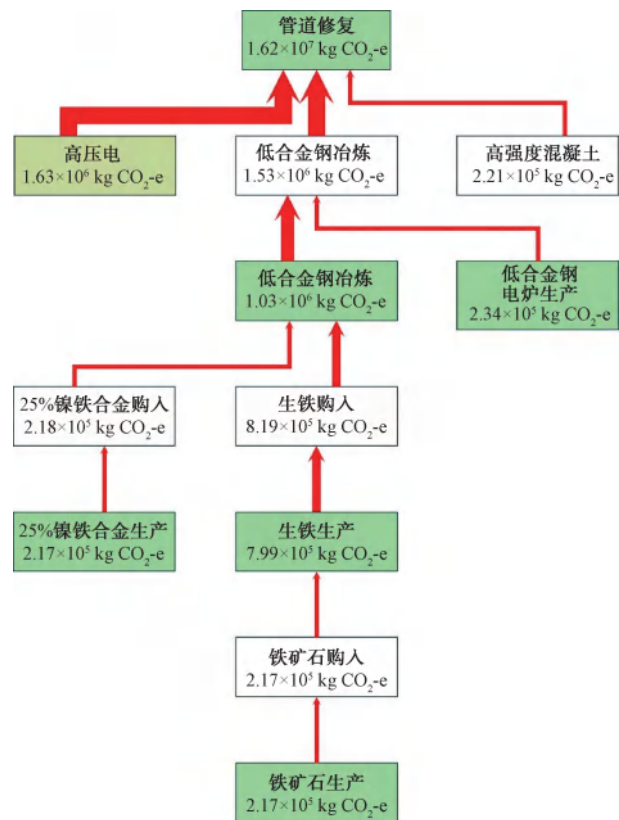 管道修复
1.62×10⁷ kg CO₂-e
高压电
1.63×10⁶ kg CO₂-e
低合金钢冶炼
1.53×10⁶ kg CO₂-e
高强度混凝土
2.21×10⁵ kg CO₂-e
低合金钢冶炼
1.03×10⁶ kg CO₂-e
低合金钢
电炉生产
2.34×10⁵ kg CO₂-e
25%镍铁合金购入
2.18×10⁵ kg CO₂-e
生铁购入
8.19×10⁵ kg CO₂-e
25%镍铁合金生产
2.17×10⁵ kg CO₂-e
生铁生产
7.99×10⁵ kg CO₂-e
铁矿石购入
2.17×10⁵ kg CO₂-e
铁矿石生产
2.17×10⁵ kg CO₂-e